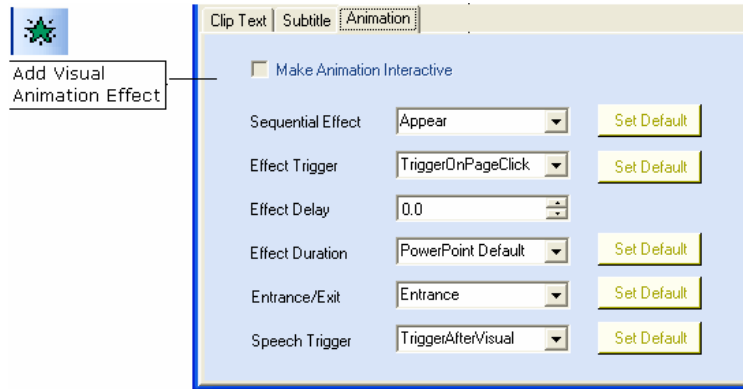 Clip Text Subtitle Animation
Add Visual
Animation Effect
Make Animation Interactive
Sequential Effect Appear Set Default
Effect Trigger TriggerOnPageClick Set Default
Effect Delay 0.0
Effect Duration PowerPoint Default Set Default
Entrance/Exit Entrance Set Default
Speech Trigger TriggerAfterVisual Set Default